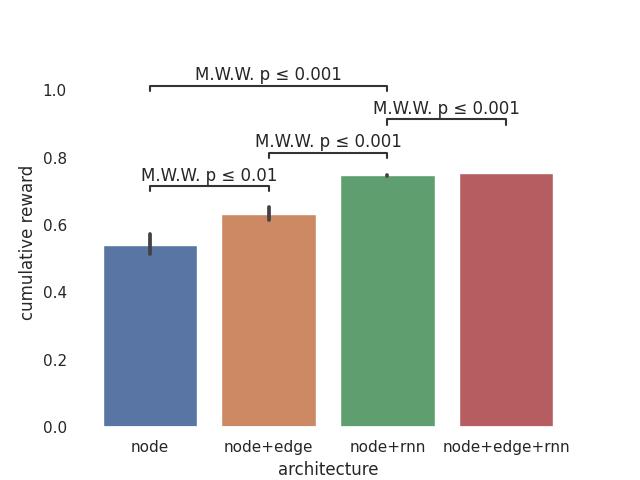 M.W.W. p ≤ 0.001
M.W.W. p ≤ 0.001
M.W.W. p ≤ 0.001
M.W.W. p ≤ 0.01
cumulative reward
1.0
0.8
0.6
0.4
0.2
0.0
node
node+edge
node+rnn
node+edge+rnn
architecture